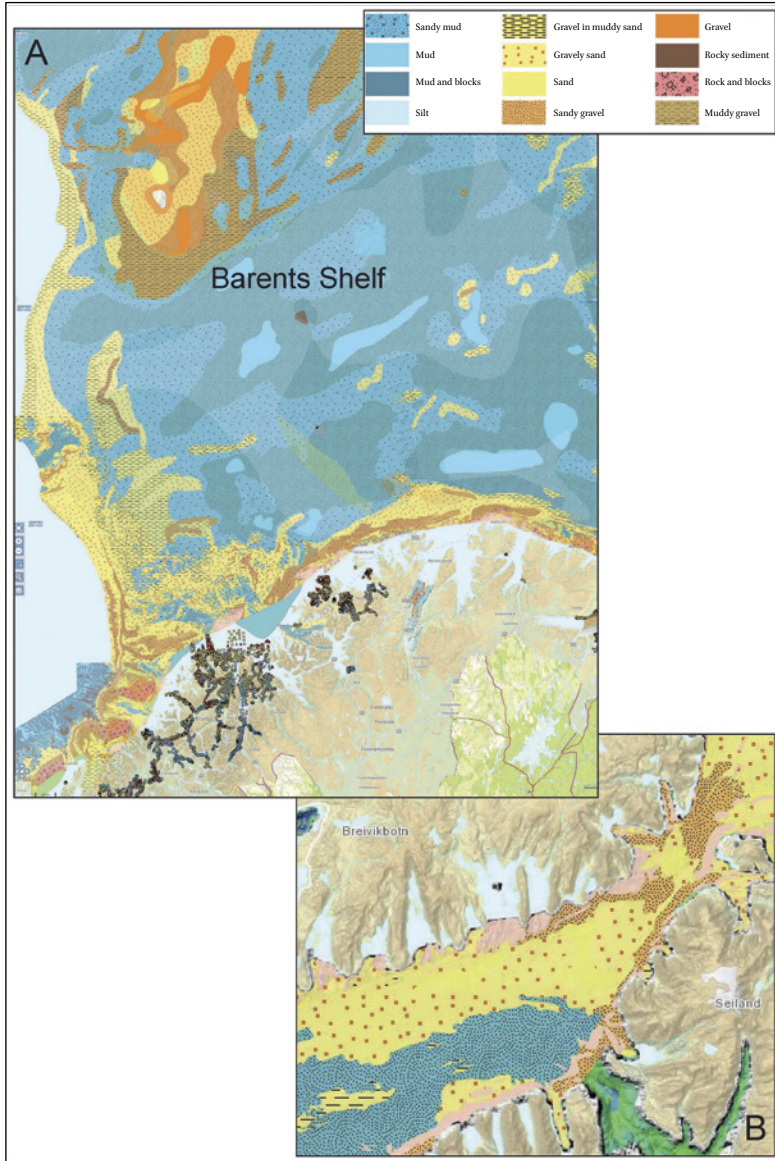 A
Sandy mud
Mud
Mud and blocks
Silt
Gravel in muddy sand
Gravely sand
Sand
Sandy gravel
Gravel
Rocky sediment
Rock and blocks
Muddy gravel
Barents Shelf
Breivikbotn
Seiland
B